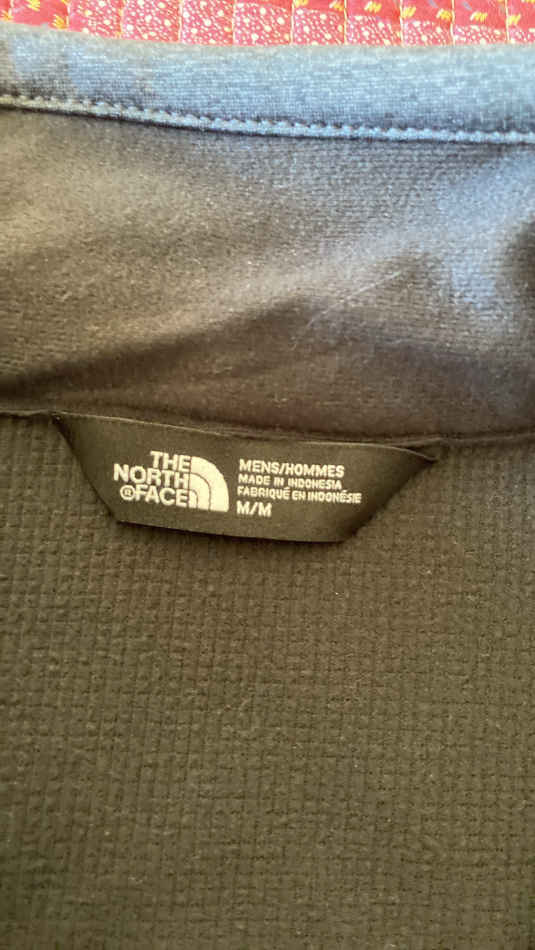 THE
NORTH
®FACE
MENS/HOMMES
MADE IN INDONESIA
FABRIQUÉ EN INDONÉSIE
M/M